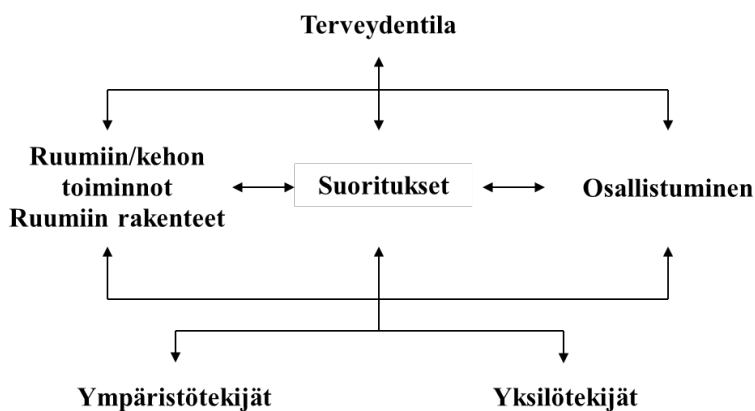 Terveydentila
Ruumiin/kehon
toiminnot
Ruumiin rakenteet
Suoritukset
Osallistuminen
Ympäristötekijät
Yksilötekijät